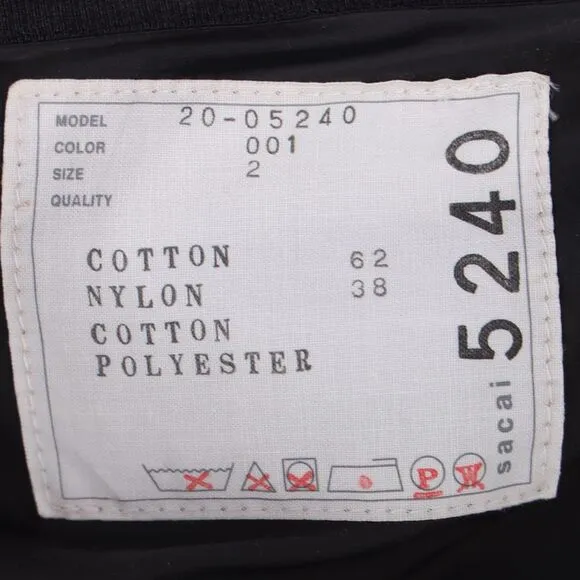 MODEL 20-05240
COLOR 001
SIZE 2
QUALITY
COTTON 62
NYLON 38
COTTON
POLYESTER
P W
sacai 5240